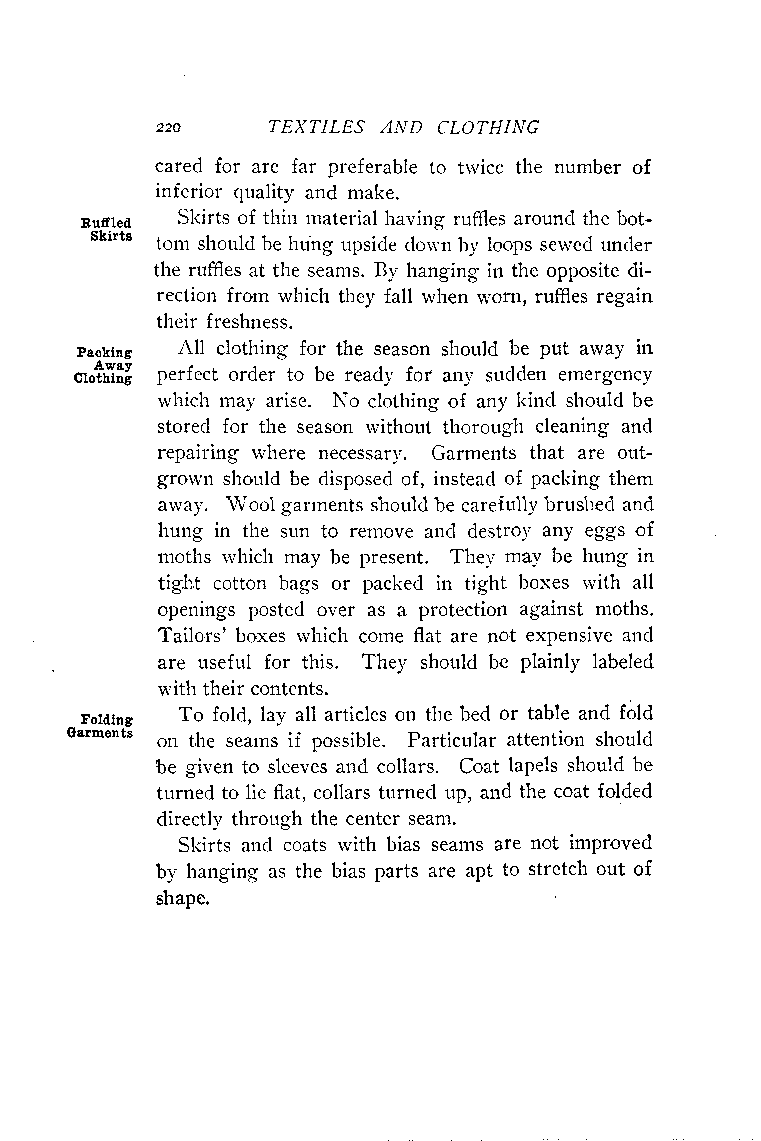 220 TEXTILES AND CLOTHING
cared for are far preferable to twice the number of
inferior quality and make.
Ruffled
Skirts
Skirts of thin material having ruffles around the bot-
tom should be hung upside down by loops sewed under
the ruffles at the seams. By hanging in the opposite di-
rection from which they fall when worn, ruffles regain
their freshness.
Packing
Away
Clothing
All clothing for the season should be put away in
perfect order to be ready for any sudden emergency
which may arise. No clothing of any kind should be
stored for the season without thorough cleaning and
repairing where necessary. Garments that are out-
grown should be disposed of, instead of packing them
away. Wool garments should be carefully brushed and
hung in the sun to remove and destroy any eggs of
moths which may be present. They may be hung in
tight cotton bags or packed in tight boxes with all
openings posted over as a protection against moths.
Tailors' boxes which come flat are not expensive and
are useful for this. They should be plainly labeled
with their contents.
Folding
Garments
To fold, lay all articles on the bed or table and fold
on the seams if possible. Particular attention should
be given to sleeves and collars. Coat lapels should be
turned to lie flat, collars turned up, and the coat folded
directly through the center seam.
Skirts and coats with bias seams are not improved
by hanging as the bias parts are apt to stretch out of
shape.